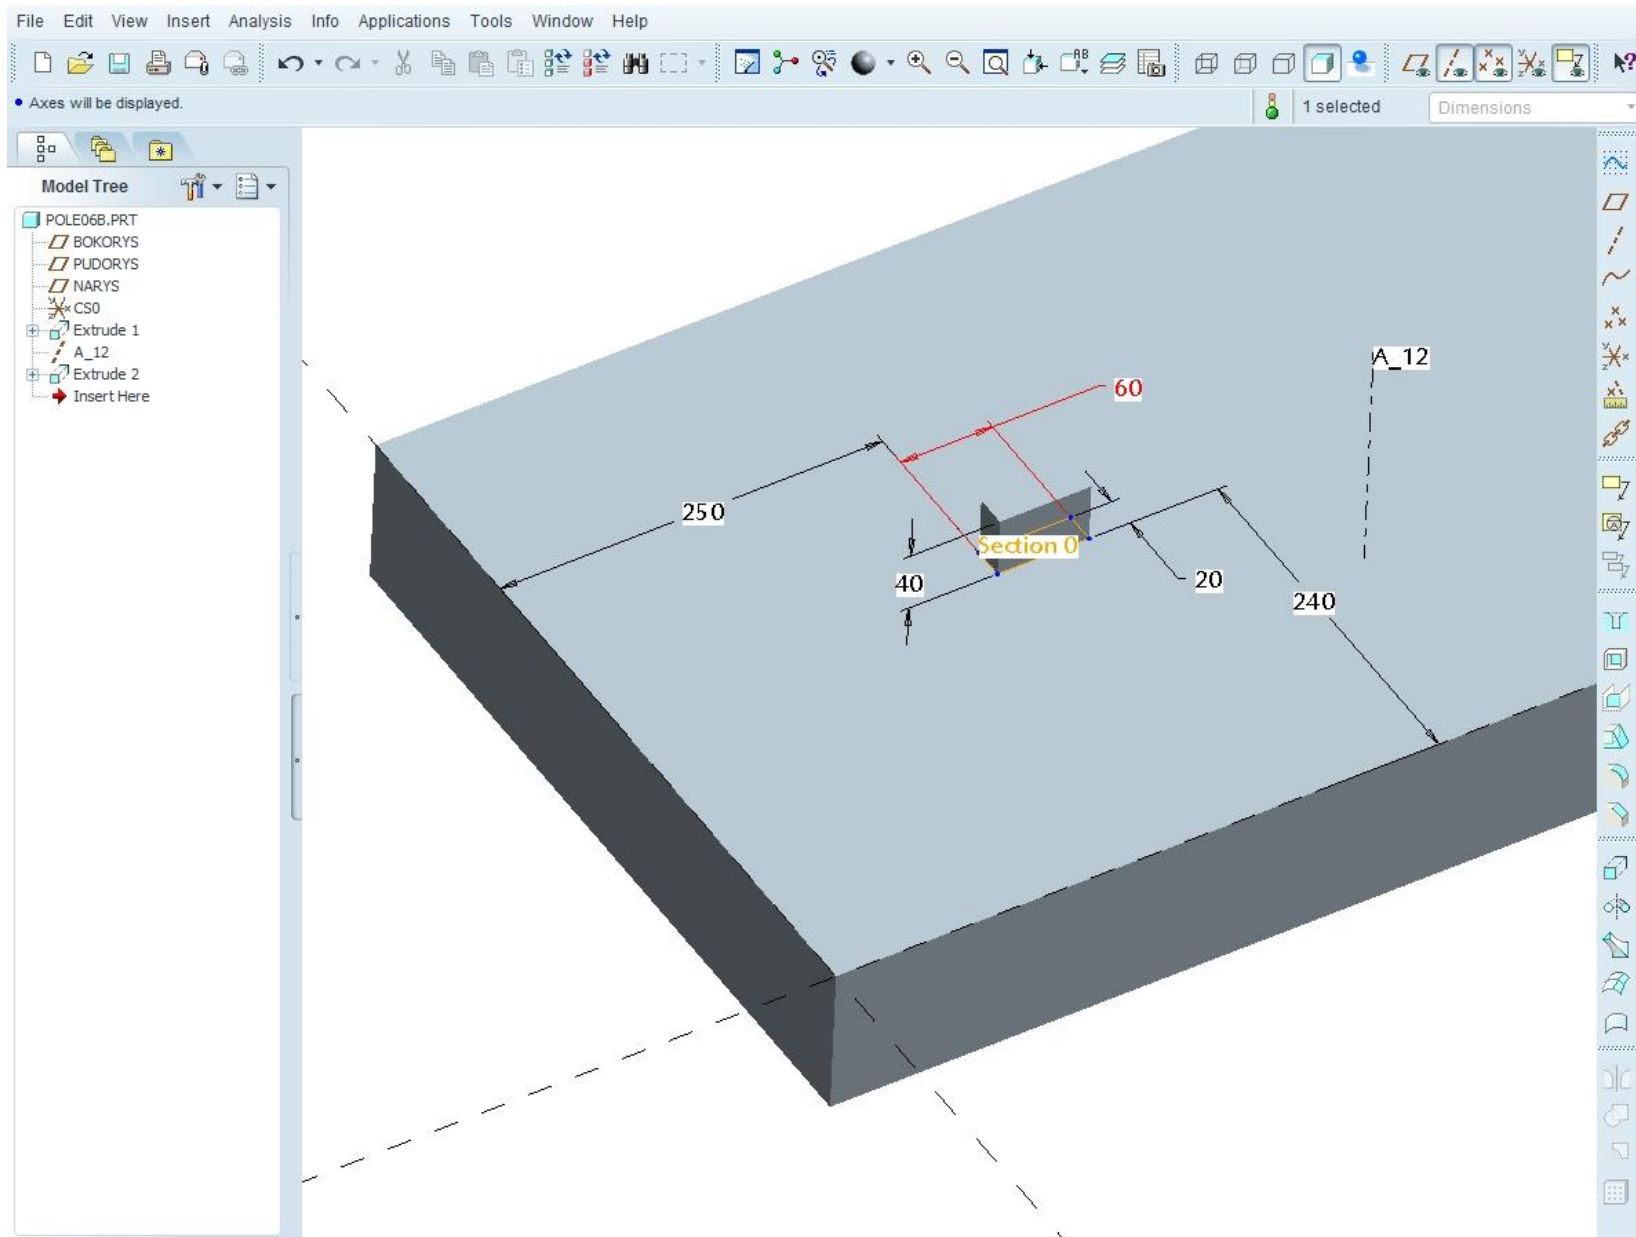 File Edit View Insert Analysis Info Applications Tools Window Help
Axes will be displayed.
1 selected
Dimensions
Model Tree
POLE06B.PRT
BOKORYS
PUDORYS
NARYS
CS0
Extrude 1
A_12
Extrude 2
Insert Here
A_12
60
250
Section 0
40
20
240